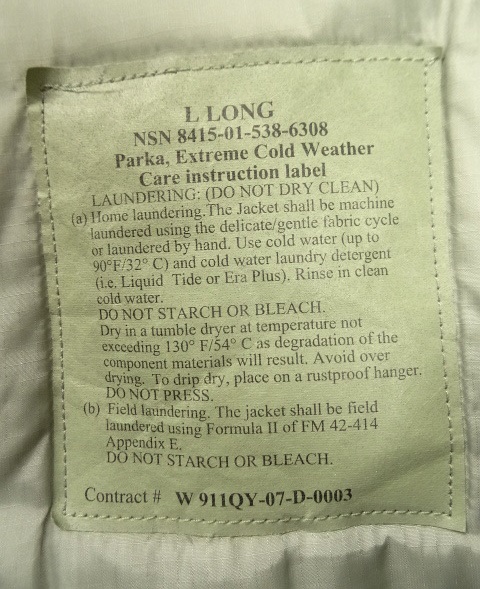 L LONG
NSN 8415-01-538-6308
Parka, Extreme Cold Weather
Care instruction label
LAUNDERING: (DO NOT DRY CLEAN)
(a) Home laundering.The Jacket shall be machine
laundered using the delicate/gentle fabric cycle
or laundered by hand. Use cold water (up to
90°F/32° C) and cold water laundry detergent
(i.e. Liquid Tide or Era Plus). Rinse in clean
cold water.
DO NOT STARCH OR BLEACH.
Dry in a tumble dryer at temperature not
exceeding 130° F/54° C as degradation of the
component materials will result. Avoid over
drying. To drip dry, place on a rustproof hanger.
DO NOT PRESS.
(b) Field laundering. The jacket shall be field
laundered using Formula II of FM 42-414
Appendix E.
DO NOT STARCH OR BLEACH.
Contract # W 911QY-07-D-0003